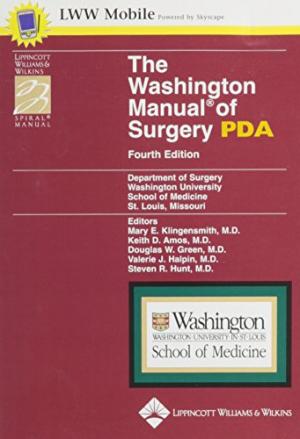 LWW Mobile Powered by Skyscape
LIPPINCOTT
WILLIAMS &
WILKINS
SPIRAL® MANUAL
The
Washington
Manual® of
Surgery PDA
Fourth Edition
Department of Surgery
Washington University
School of Medicine
St. Louis, Missouri
Editors
Mary E. Klingensmith, M.D.
Keith D. Amos, M.D.
Douglas W. Green, M.D.
Valerie J. Halpin, M.D.
Steven R. Hunt, M.D.
Washington
WASHINGTON·UNIVERSITY·IN·ST·LOUIS
School of Medicine
LIPPINCOTT WILLIAMS & WILKINS